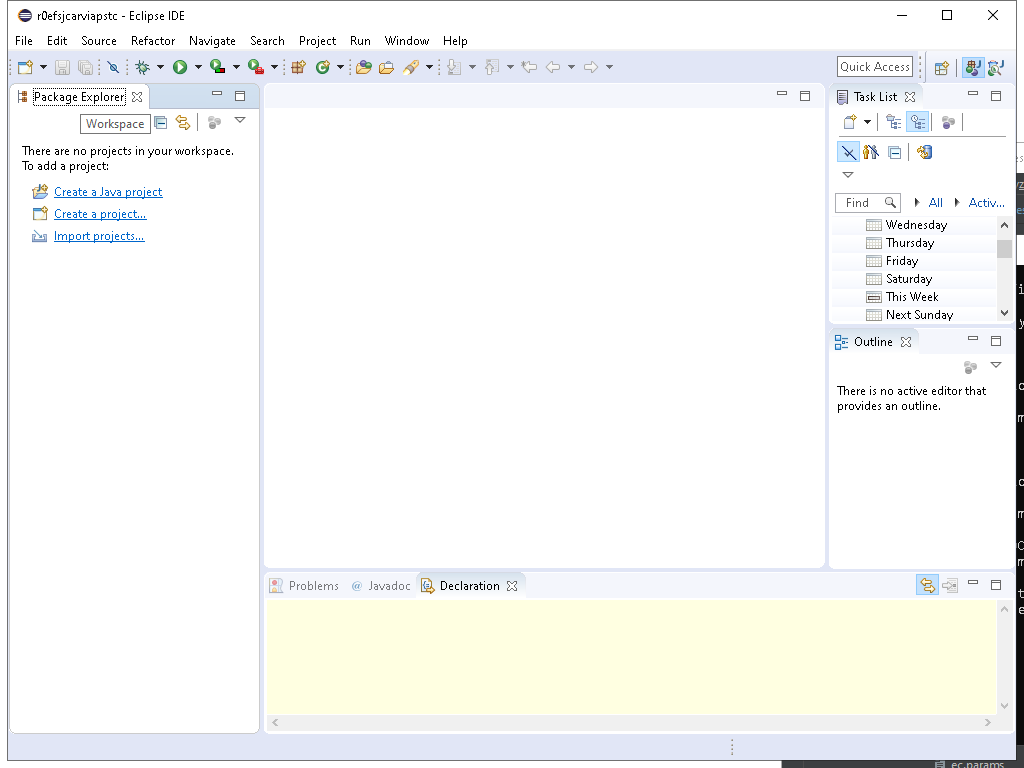 r0efsjcarviapstc - Eclipse IDE
File Edit Source Refactor Navigate Search Project Run Window Help
Quick Access
Package Explorer
Workspace
There are no projects in your workspace.
To add a project:
Create a Java project
Create a project...
Import projects...
Task List
Find All Activ...
Wednesday
Thursday
Friday
Saturday
This Week
Next Sunday
Outline
There is no active editor that
provides an outline.
Problems @ Javadoc Declaration
ec.params